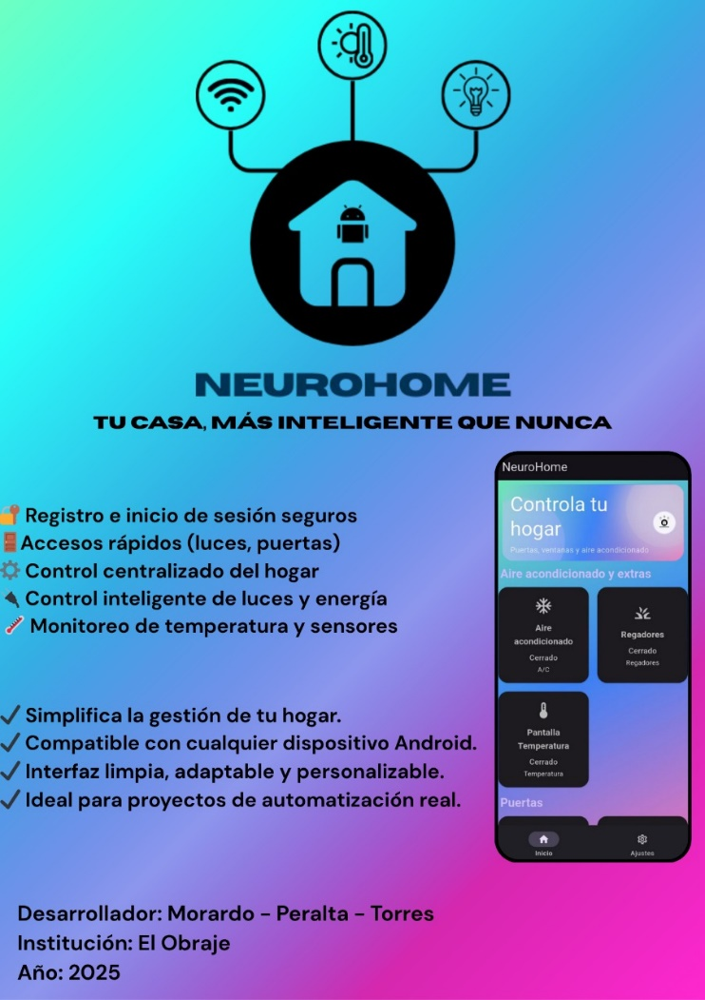 NEUROHOME
TU CASA, MÁS INTELIGENTE QUE NUNCA
Registro e inicio de sesión seguros
Accesos rápidos (luces, puertas)
Control centralizado del hogar
Control inteligente de luces y energía
Monitoreo de temperatura y sensores
Simplifica la gestión de tu hogar.
Compatible con cualquier dispositivo Android.
Interfaz limpia, adaptable y personalizable.
Ideal para proyectos de automatización real.
NeuroHome
Controla tu
hogar
Puertas, ventanas y aire acondicionado
Aire acondicionado y extras
Aire
acondicionado
Cerrado
A/C
Regadores
Cerrado
Regadores
Pantalla
Temperatura
Cerrado
Temperatura
Puertas
Inicio
Ajustes
Desarrollador: Morardo - Peralta - Torres
Institución: El Obraje
Año: 2025